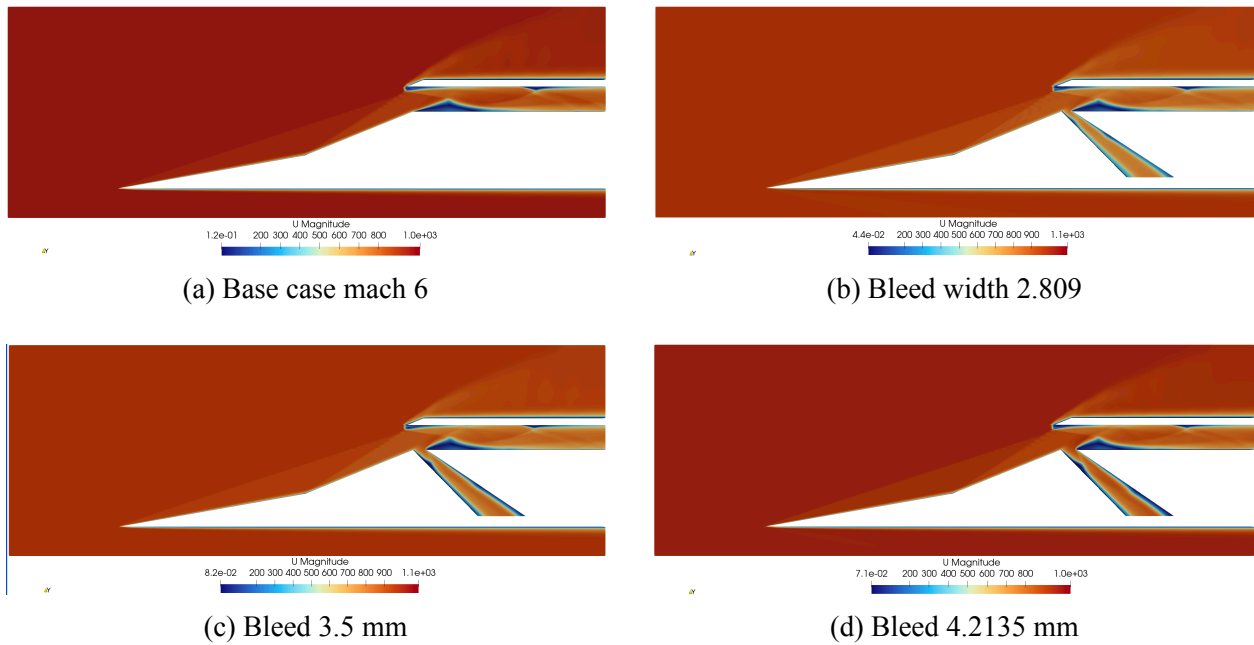 U Magnitude
1.2e-01 200 300 400 500 600 700 800 1.0e+03
Y
(a) Base case mach 6
U Magnitude
4.4e-02 200 300 400 500 600 700 800 900 1.1e+03
Y
(b) Bleed width 2.809
U Magnitude
8.2e-02 200 300 400 500 600 700 800 900 1.1e+03
Y
(c) Bleed 3.5 mm
U Magnitude
7.1e-02 200 300 400 500 600 700 800 1.0e+03
Y
(d) Bleed 4.2135 mm